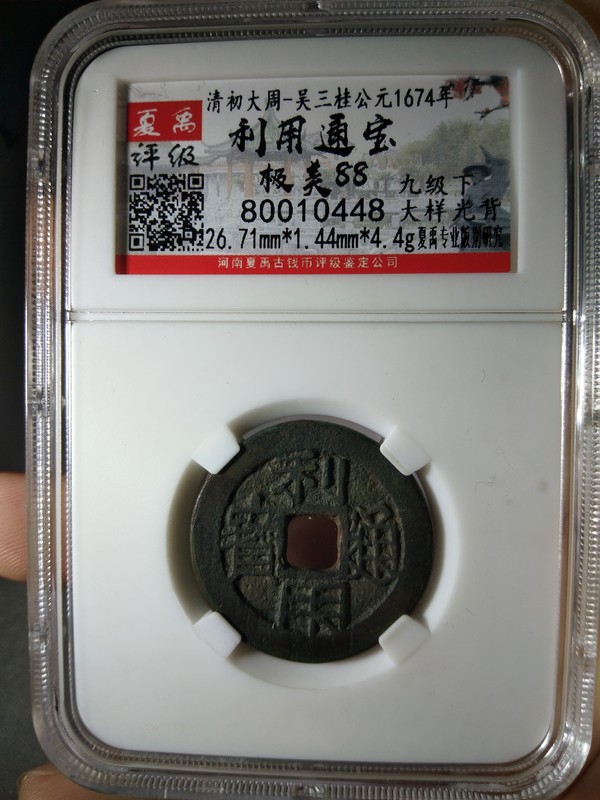 清初大周-吴三桂公元1674年
夏禹
评级
利用通宝
极美88
九级下
80010448
大样光背
26.71mm*1.44mm*4.4g夏禹专业版别研究
河南夏禹古钱币评级鉴定公司
利用通寶